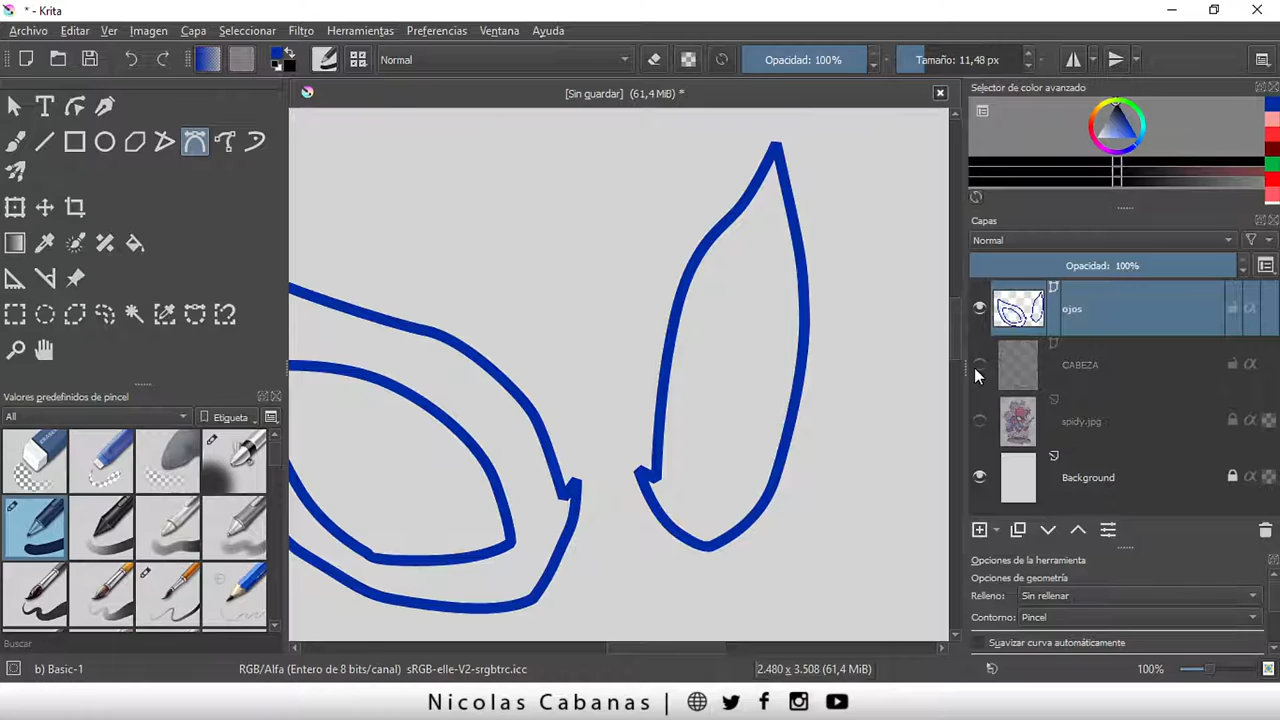 * - Krita
Archivo Editar Ver Imagen Capa Seleccionar Filtro Herramientas Preferencias Ventana Ayuda
Normal Opacidad: 100% Tamaño: 11,48 px
[Sin guardar] (61,4 MiB) *
Selector de color avanzado
Capas
Normal
Opacidad: 100%
ojos
CABEZA
spidy.jpg
Background
Valores predefinidos de pincel
All Etiqueta
Buscar
Opciones de la herramienta
Opciones de geometría
Relleno: Sin rellenar
Contorno: Pincel
Suavizar curva automáticamente
b) Basic-1 RGB/Alfa (Entero de 8 bits/canal) sRGB-elle-V2-srgbtrc.icc 2.480 x 3.508 (61,4 MiB) 100%
Nicolas Cabanas |